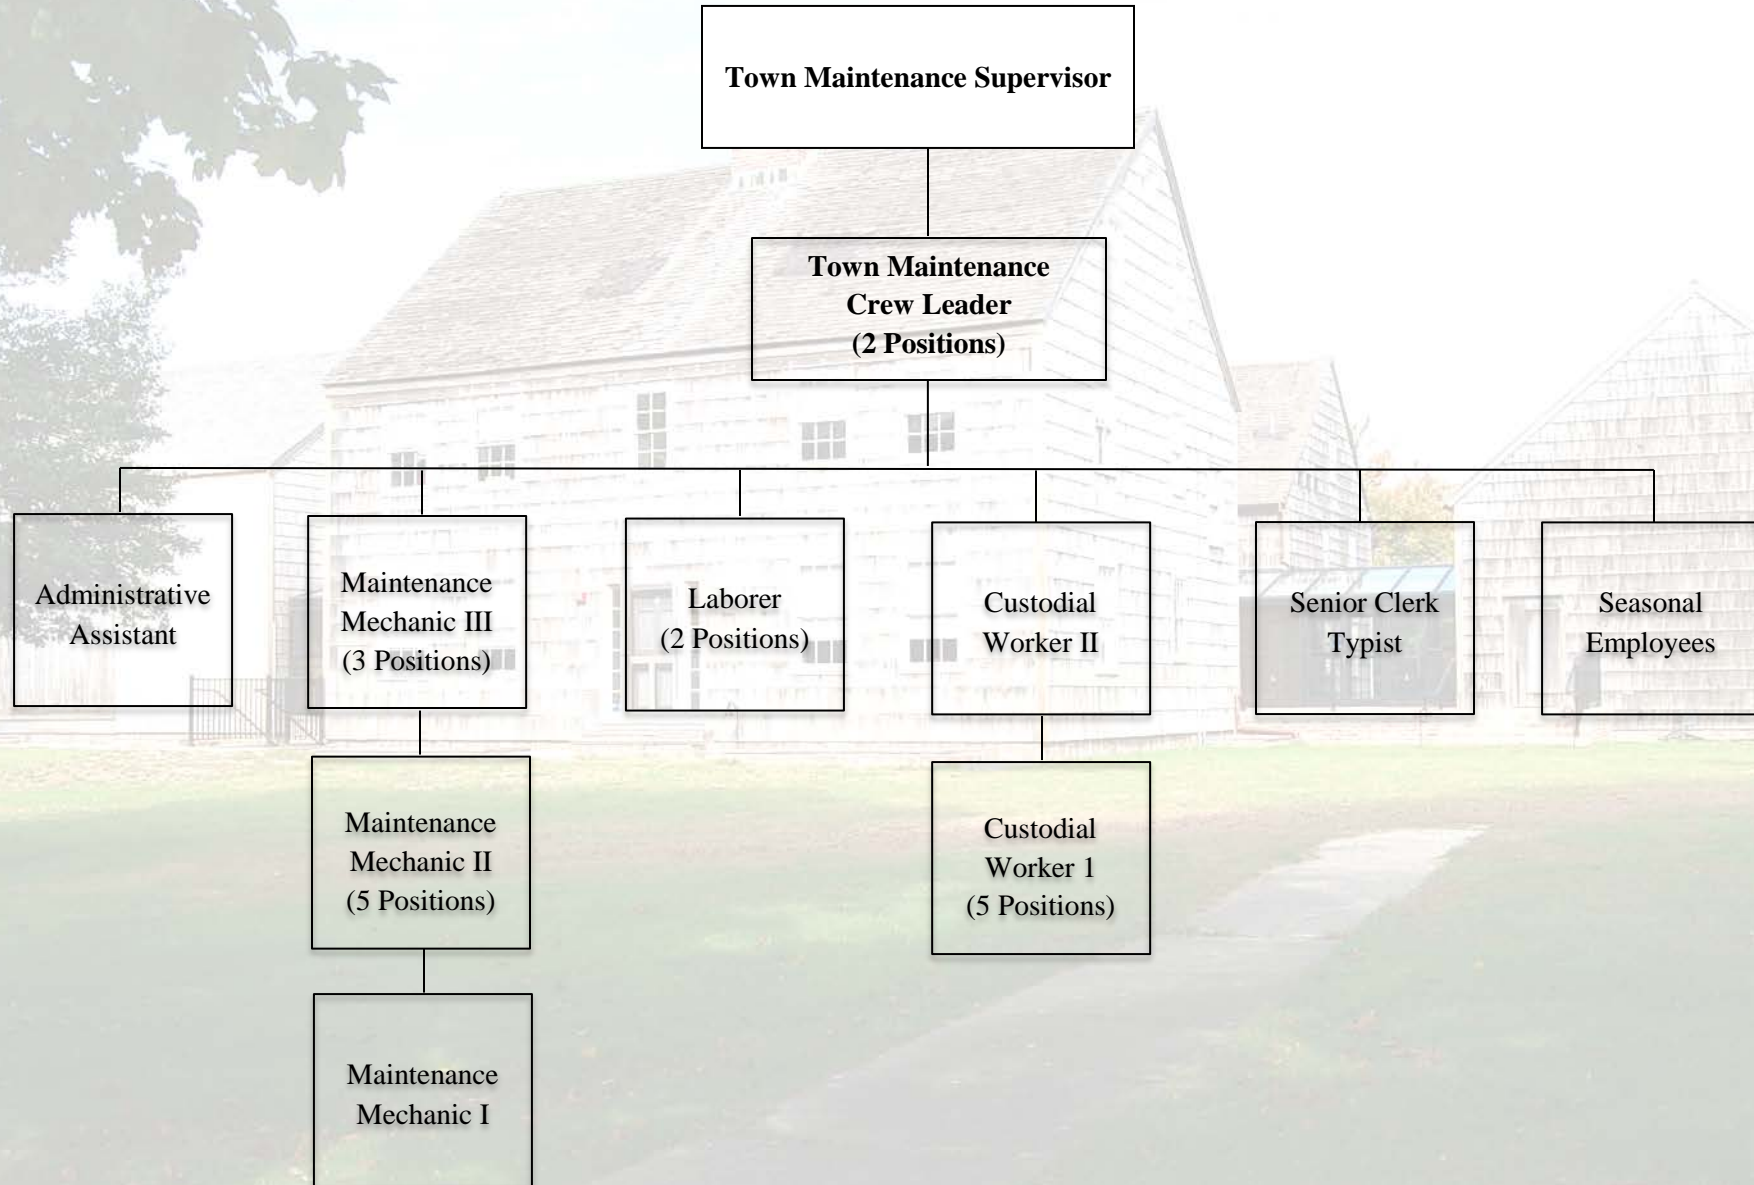 Town Maintenance Supervisor
Town Maintenance
Crew Leader
(2 Positions)
Administrative
Assistant
Maintenance
Mechanic III
(3 Positions)
Laborer
(2 Positions)
Custodial
Worker II
Senior Clerk
Typist
Seasonal
Employees
Maintenance
Mechanic II
(5 Positions)
Custodial
Worker 1
(5 Positions)
Maintenance
Mechanic I